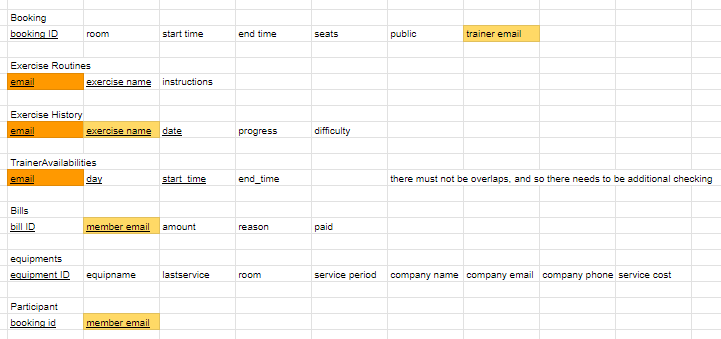 Booking
booking ID room start time end time seats public trainer email
Exercise Routines
email exercise name instructions
Exercise History
email exercise name date progress difficulty
TrainerAvailabilities
email day start_time end_time there must not be overlaps, and so there needs to be additional checking
Bills
bill ID member email amount reason paid
equipments
equipment ID equipname lastservice room service period company name company email company phone service cost
Participant
booking id member email